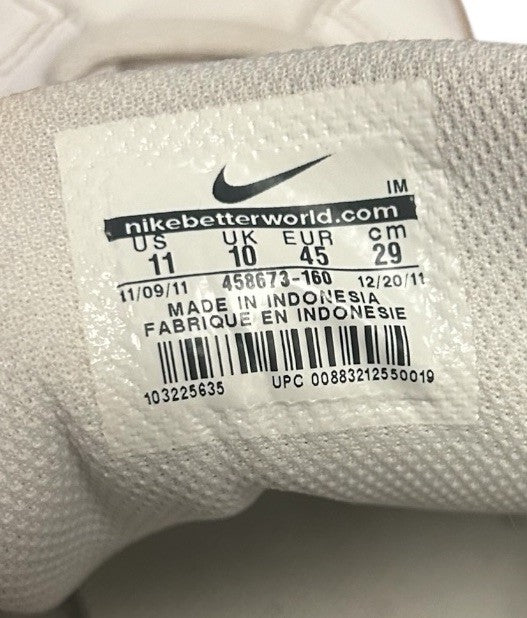 IM
nikebetterworld.com
US UK EUR cm
11 10 45 29
11/09/11 458673-160 12/20/11
MADE IN INDONESIA
FABRIQUE EN INDONESIE
103225635 UPC 00883212550019